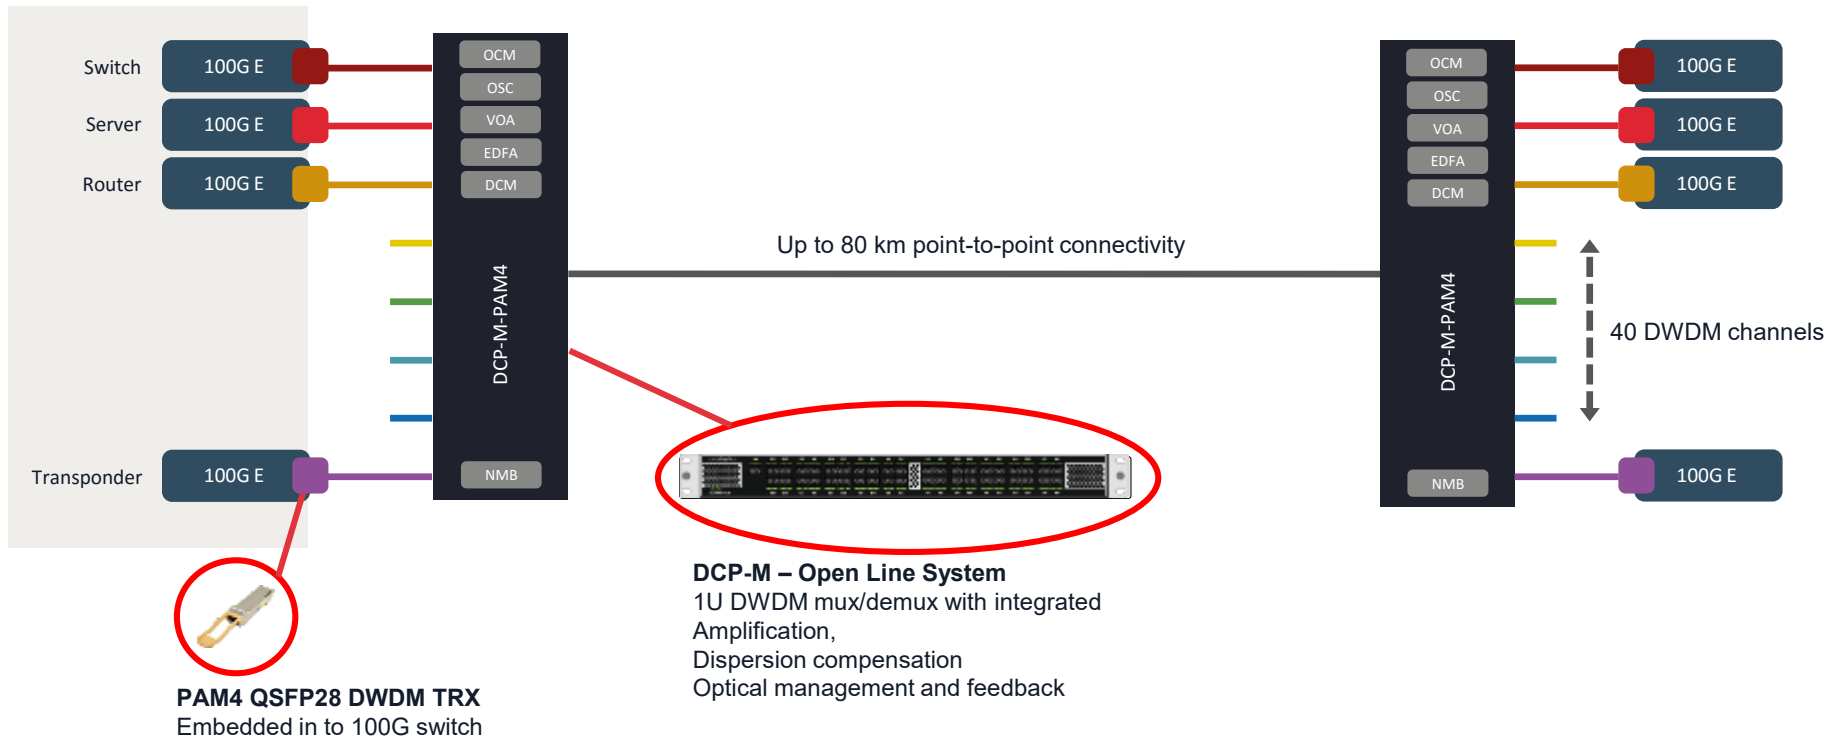 Switch
100G E
Server
100G E
Router
100G E
Transponder
100G E
OCM
OSC
VOA
EDFA
DCM
DCP-M-PAM4
NMB
Up to 80 km point-to-point connectivity
OCM
OSC
VOA
EDFA
DCM
DCP-M-PAM4
NMB
100G E
100G E
100G E
40 DWDM channels
100G E
PAM4 QSFP28 DWDM TRX
Embedded in to 100G switch
DCP-M – Open Line System
1U DWDM mux/demux with integrated
Amplification,
Dispersion compensation
Optical management and feedback